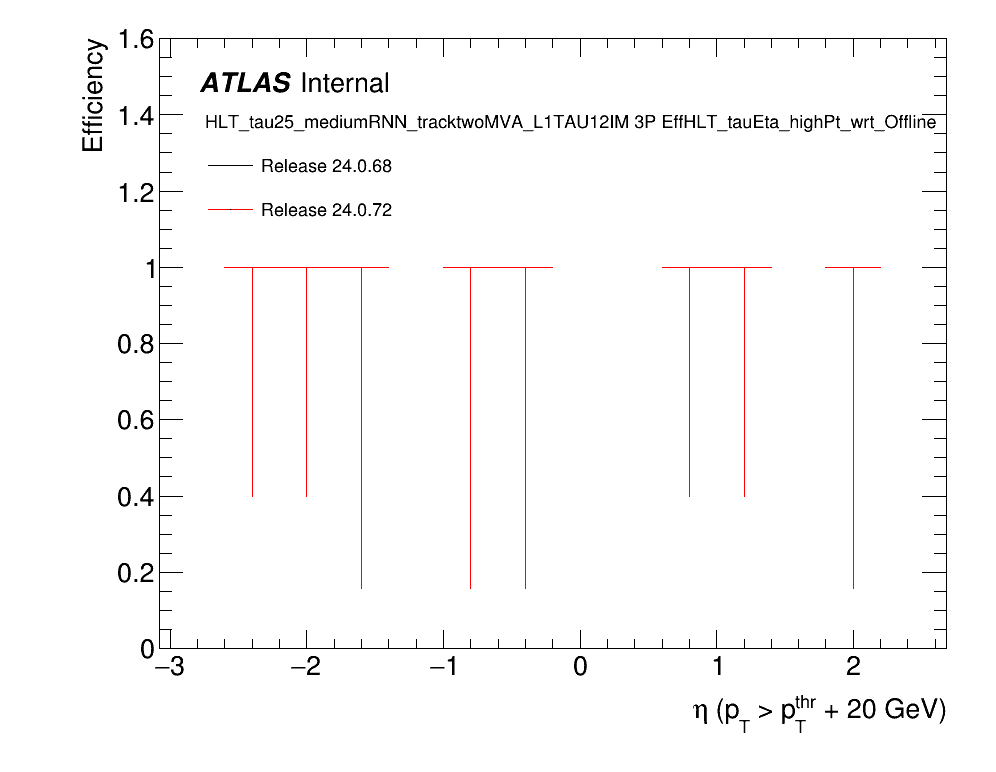 Efficiency
1.6
1.4
1.2
1
0.8
0.6
0.4
0.2
0
ATLAS Internal
HLT_tau25_mediumRNN_tracktwoMVA_L1TAU12IM 3P EffHLT_tauEta_highPt_wrt_Offline
Release 24.0.68
Release 24.0.72
−3 −2 −1 0 1 2
η (p_T > p_T^thr + 20 GeV)